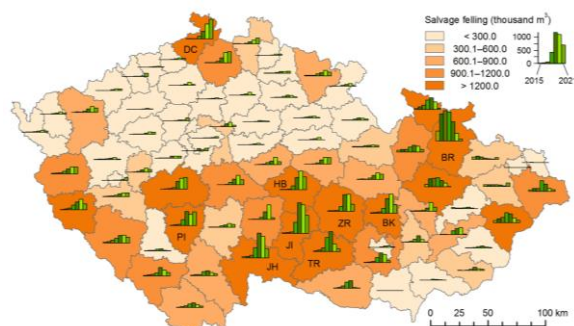 Salvage felling (thousand m³)
< 300.0
300.1–600.0
600.1–900.0
900.1–1200.0
> 1200.0
1000
500
0
2015 202
DC
BR
HB
PI
JI
ZR
BK
JH
TR
0 25 50 100 km